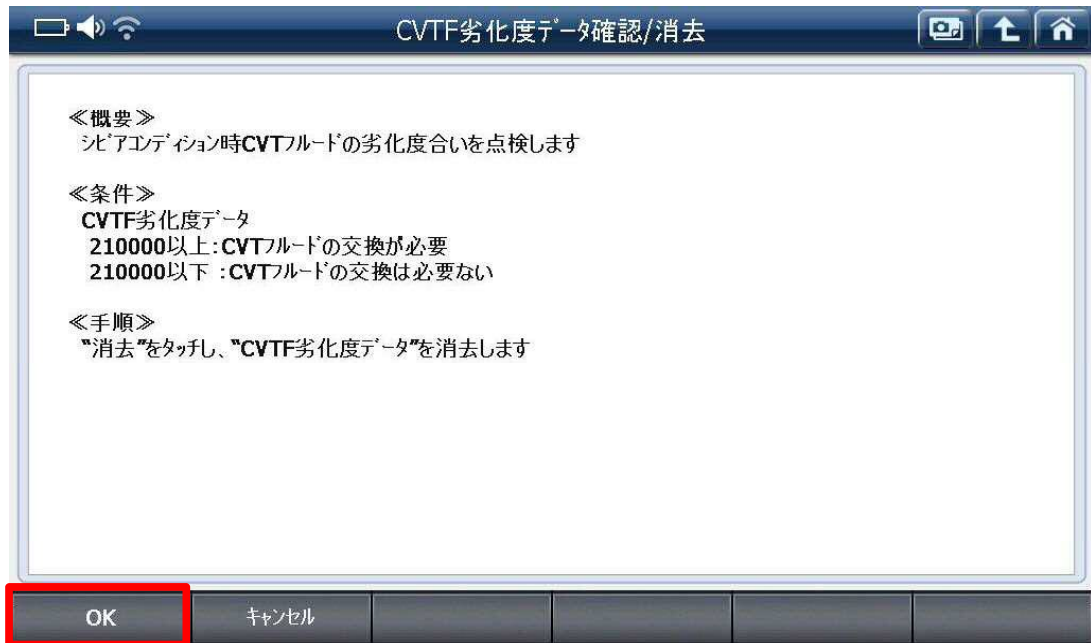 CVTF劣化度ﾃﾞｰﾀ確認/消去
≪概要≫
ｼﾋﾞｱｺﾝﾃﾞｨｼｮﾝ時CVTﾌﾙｰﾄﾞの劣化度合いを点検します
≪条件≫
CVTF劣化度ﾃﾞｰﾀ
210000以上:CVTﾌﾙｰﾄﾞの交換が必要
210000以下 :CVTﾌﾙｰﾄﾞの交換は必要ない
≪手順≫
"消去"をﾀｯﾁし、"CVTF劣化度ﾃﾞｰﾀ"を消去します
OK ｷｬﾝｾﾙ